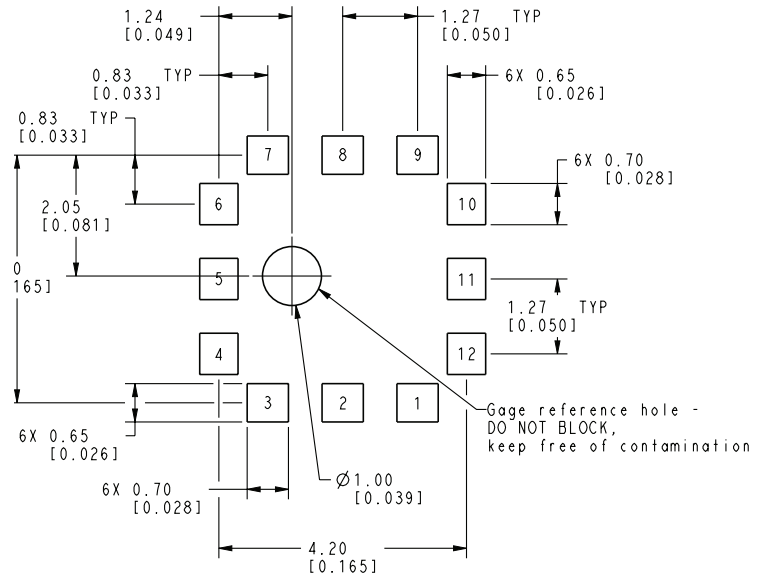 1.24
[0.049]
1.27 TYP
[0.050]
0.83 TYP
[0.033]
6X 0.65
[0.026]
0.83 TYP
[0.033]
7
8
9
6X 0.70
[0.028]
2.05
[0.081]
6
10
0
165]
5
11
1.27 TYP
[0.050]
4
12
3
2
1
Gage reference hole -
DO NOT BLOCK,
keep free of contamination
6X 0.65
[0.026]
6X 0.70
[0.028]
Ø1.00
[0.039]
4.20
[0.165]